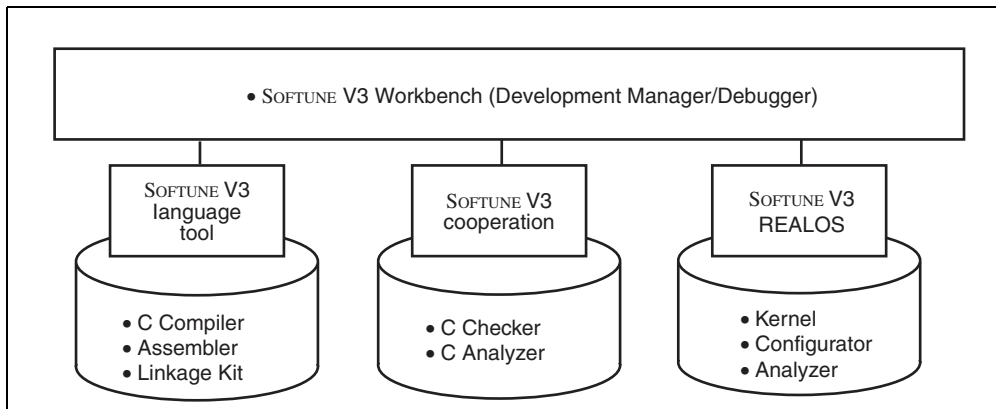 • SOFTUNE V3 Workbench (Development Manager/Debugger)
SOFTUNE V3
language
tool
• C Compiler
• Assembler
• Linkage Kit
SOFTUNE V3
cooperation
• C Checker
• C Analyzer
SOFTUNE V3
REALOS
• Kernel
• Configurator
• Analyzer